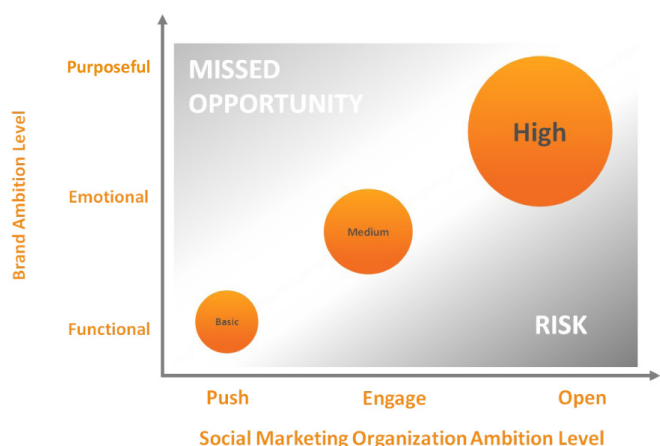 Purposeful
MISSED
OPPORTUNITY
High
Brand Ambition Level
Emotional
Medium
Basic
Functional
RISK
Push
Engage
Open
Social Marketing Organization Ambition Level